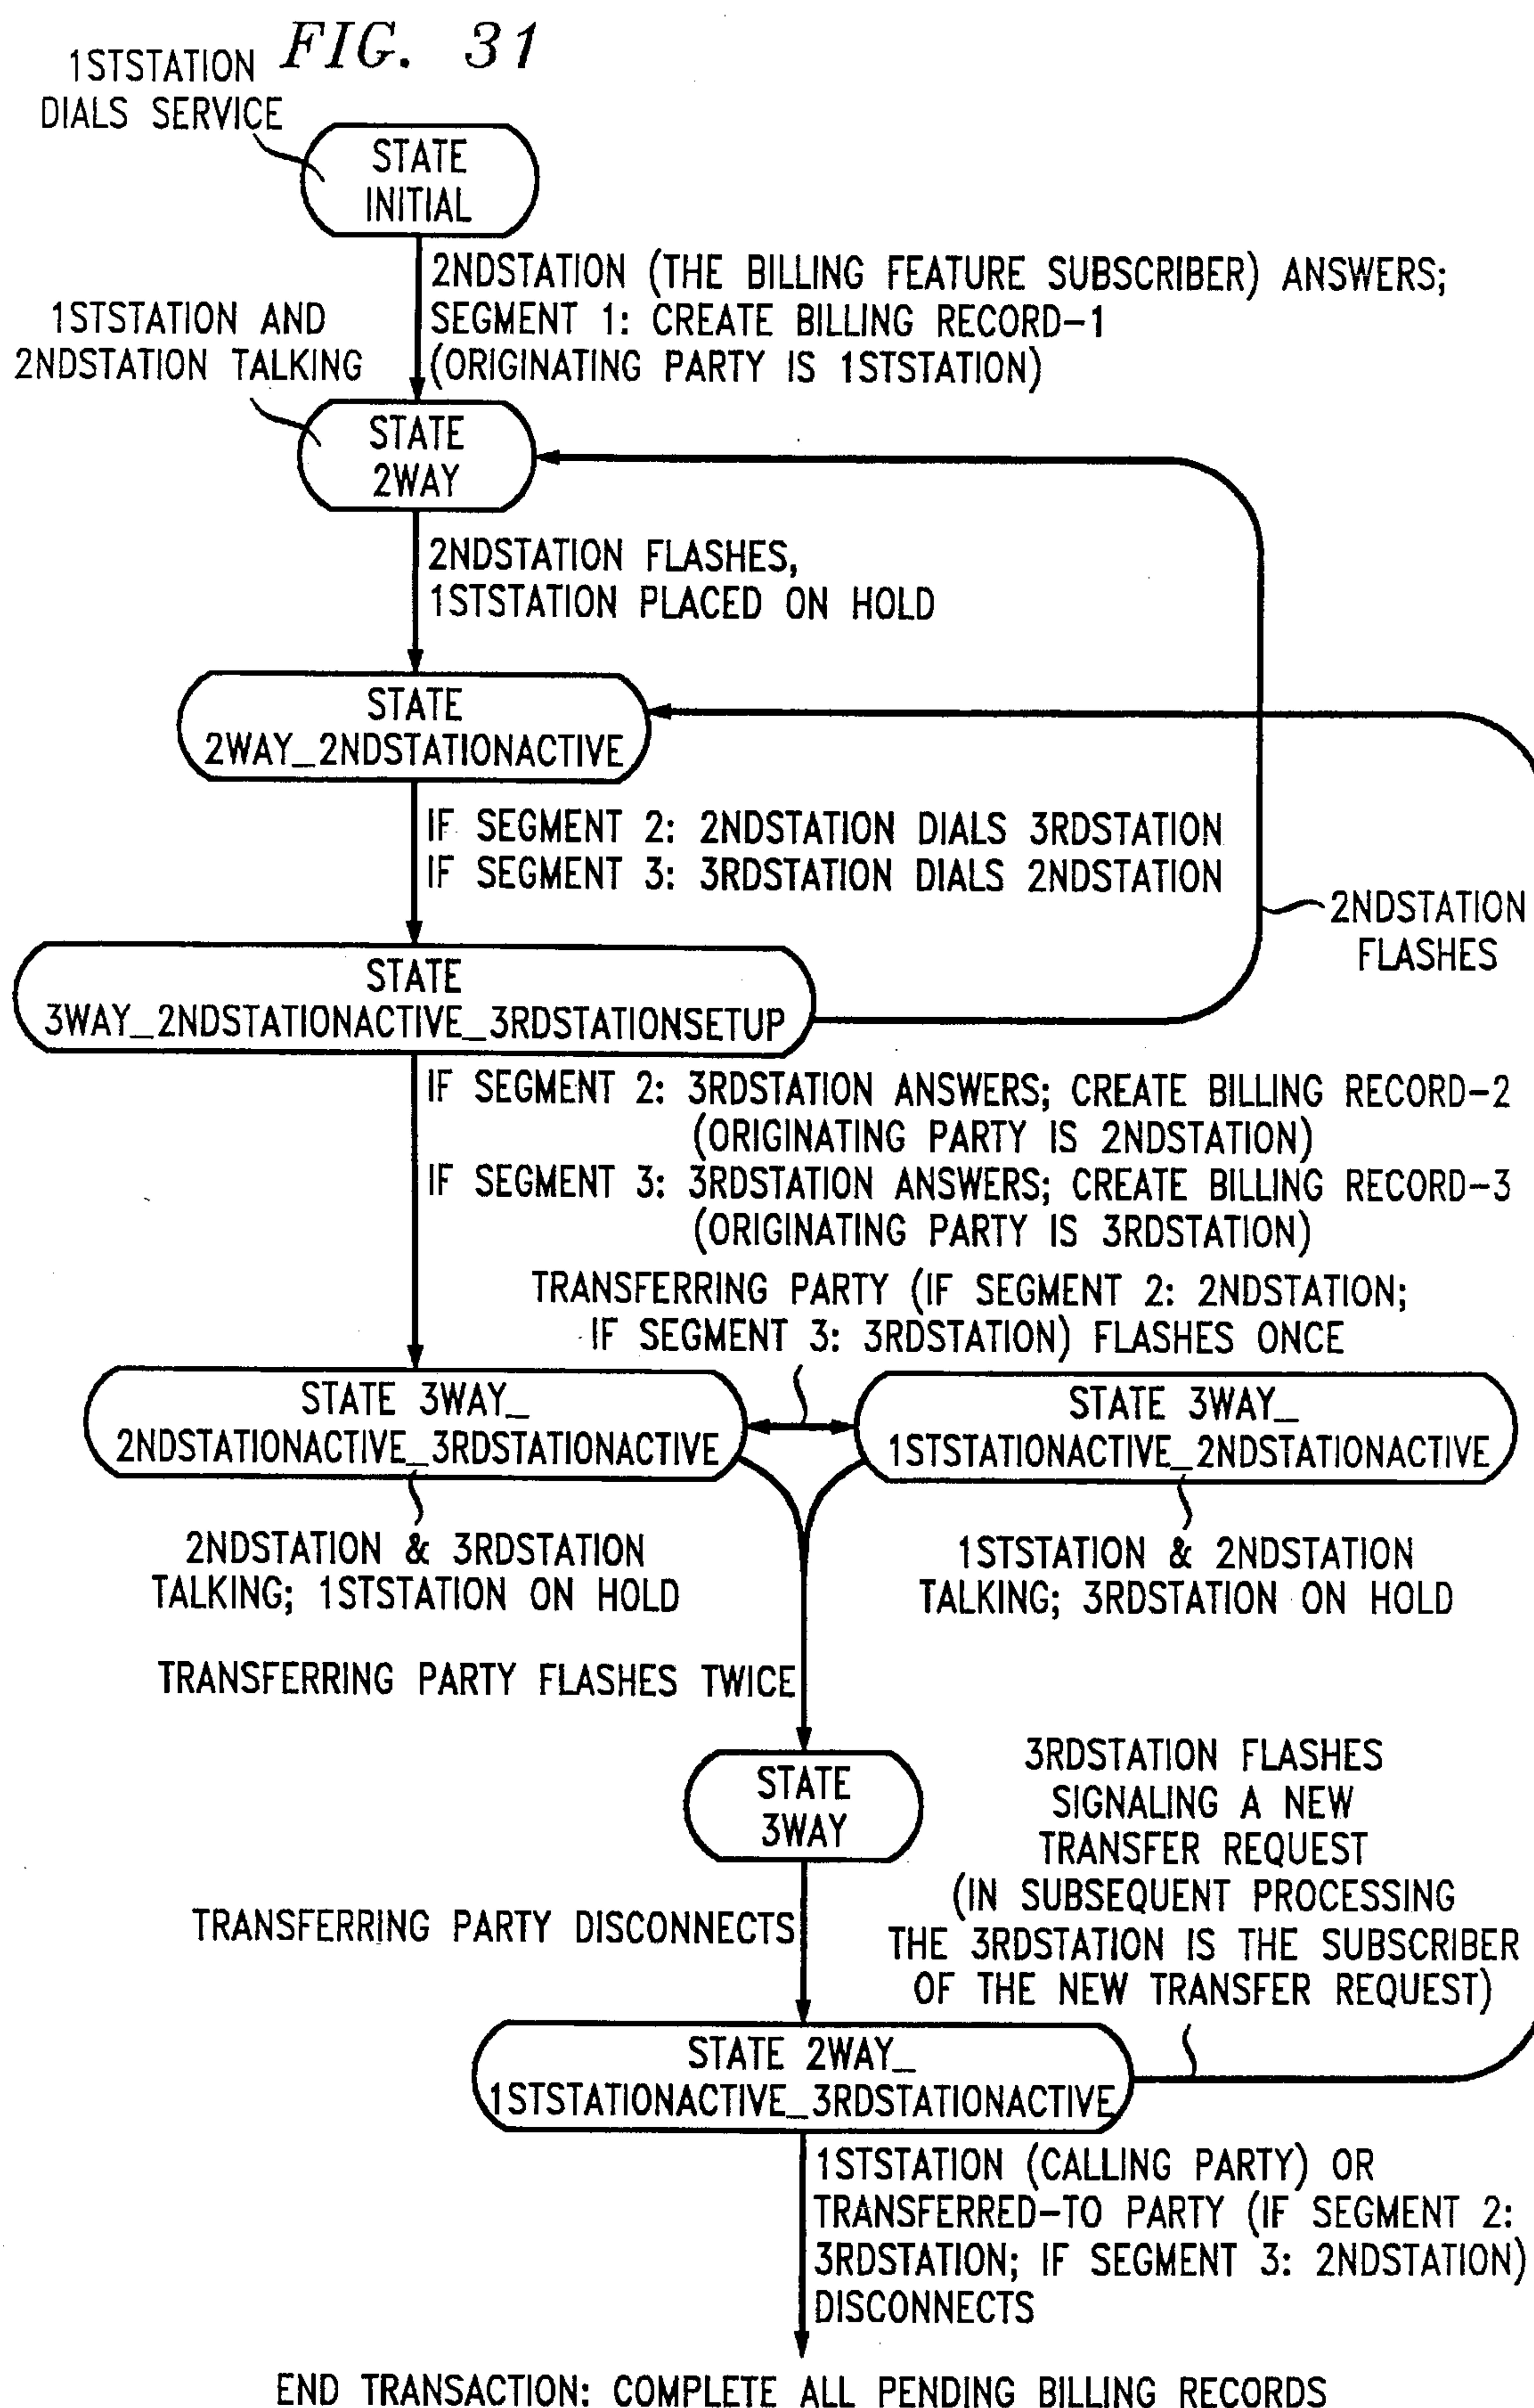 FIG. 31
1STSTATION
DIALS SERVICE
STATE
INITIAL
2NDSTATION (THE BILLING FEATURE SUBSCRIBER) ANSWERS;
SEGMENT 1: CREATE BILLING RECORD-1
(ORIGINATING PARTY IS 1STSTATION)
1STSTATION AND
2NDSTATION TALKING
STATE
2WAY
2NDSTATION FLASHES,
1STSTATION PLACED ON HOLD
STATE
2WAY_2NDSTATIONACTIVE
IF SEGMENT 2: 2NDSTATION DIALS 3RDSTATION
IF SEGMENT 3: 3RDSTATION DIALS 2NDSTATION
2NDSTATION
FLASHES
STATE
3WAY_2NDSTATIONACTIVE_3RDSTATIONSETUP
IF SEGMENT 2: 3RDSTATION ANSWERS; CREATE BILLING RECORD-2
(ORIGINATING PARTY IS 2NDSTATION)
IF SEGMENT 3: 3RDSTATION ANSWERS; CREATE BILLING RECORD-3
(ORIGINATING PARTY IS 3RDSTATION)
TRANSFERRING PARTY (IF SEGMENT 2: 2NDSTATION;
IF SEGMENT 3: 3RDSTATION) FLASHES ONCE
STATE 3WAY_
2NDSTATIONACTIVE_3RDSTATIONACTIVE
STATE 3WAY_
1STSTATIONACTIVE_2NDSTATIONACTIVE
2NDSTATION & 3RDSTATION
TALKING; 1STSTATION ON HOLD
1STSTATION & 2NDSTATION
TALKING; 3RDSTATION ON HOLD
TRANSFERRING PARTY FLASHES TWICE
STATE
3WAY
3RDSTATION FLASHES
SIGNALING A NEW
TRANSFER REQUEST
(IN SUBSEQUENT PROCESSING
THE 3RDSTATION IS THE SUBSCRIBER
OF THE NEW TRANSFER REQUEST)
TRANSFERRING PARTY DISCONNECTS
STATE 2WAY_
1STSTATIONACTIVE_3RDSTATIONACTIVE
1STSTATION (CALLING PARTY) OR
TRANSFERRED-TO PARTY (IF SEGMENT 2:
3RDSTATION; IF SEGMENT 3: 2NDSTATION)
DISCONNECTS
END TRANSACTION: COMPLETE ALL PENDING BILLING RECORDS